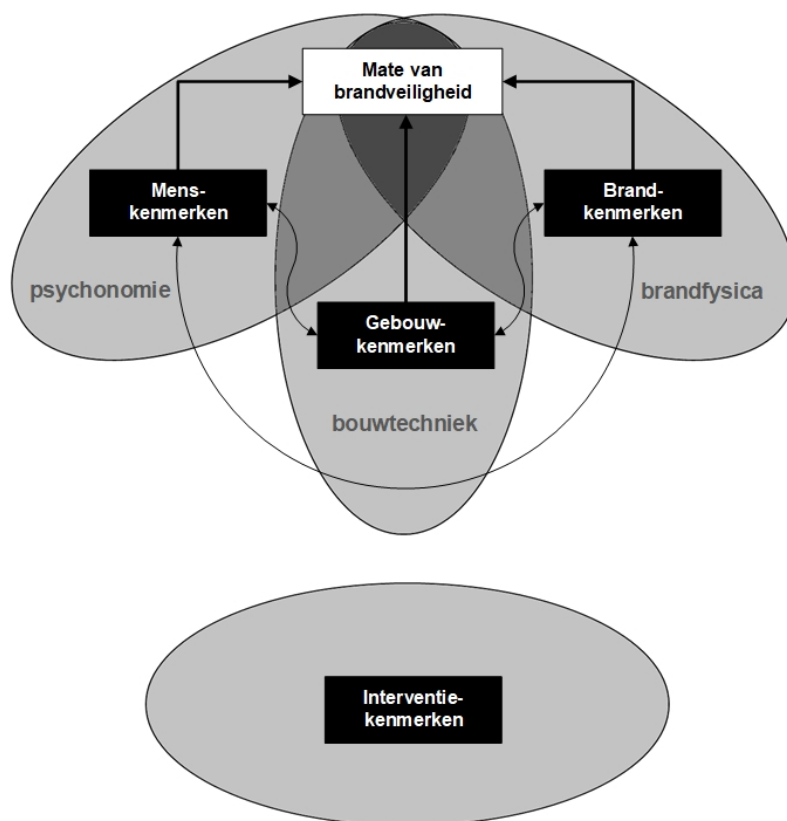 Mate van
brandveiligheid
Mens-
kenmerken
Brand-
kenmerken
psychonomie
brandfysica
Gebouw-
kenmerken
bouwtechniek
Interventie-
kenmerken